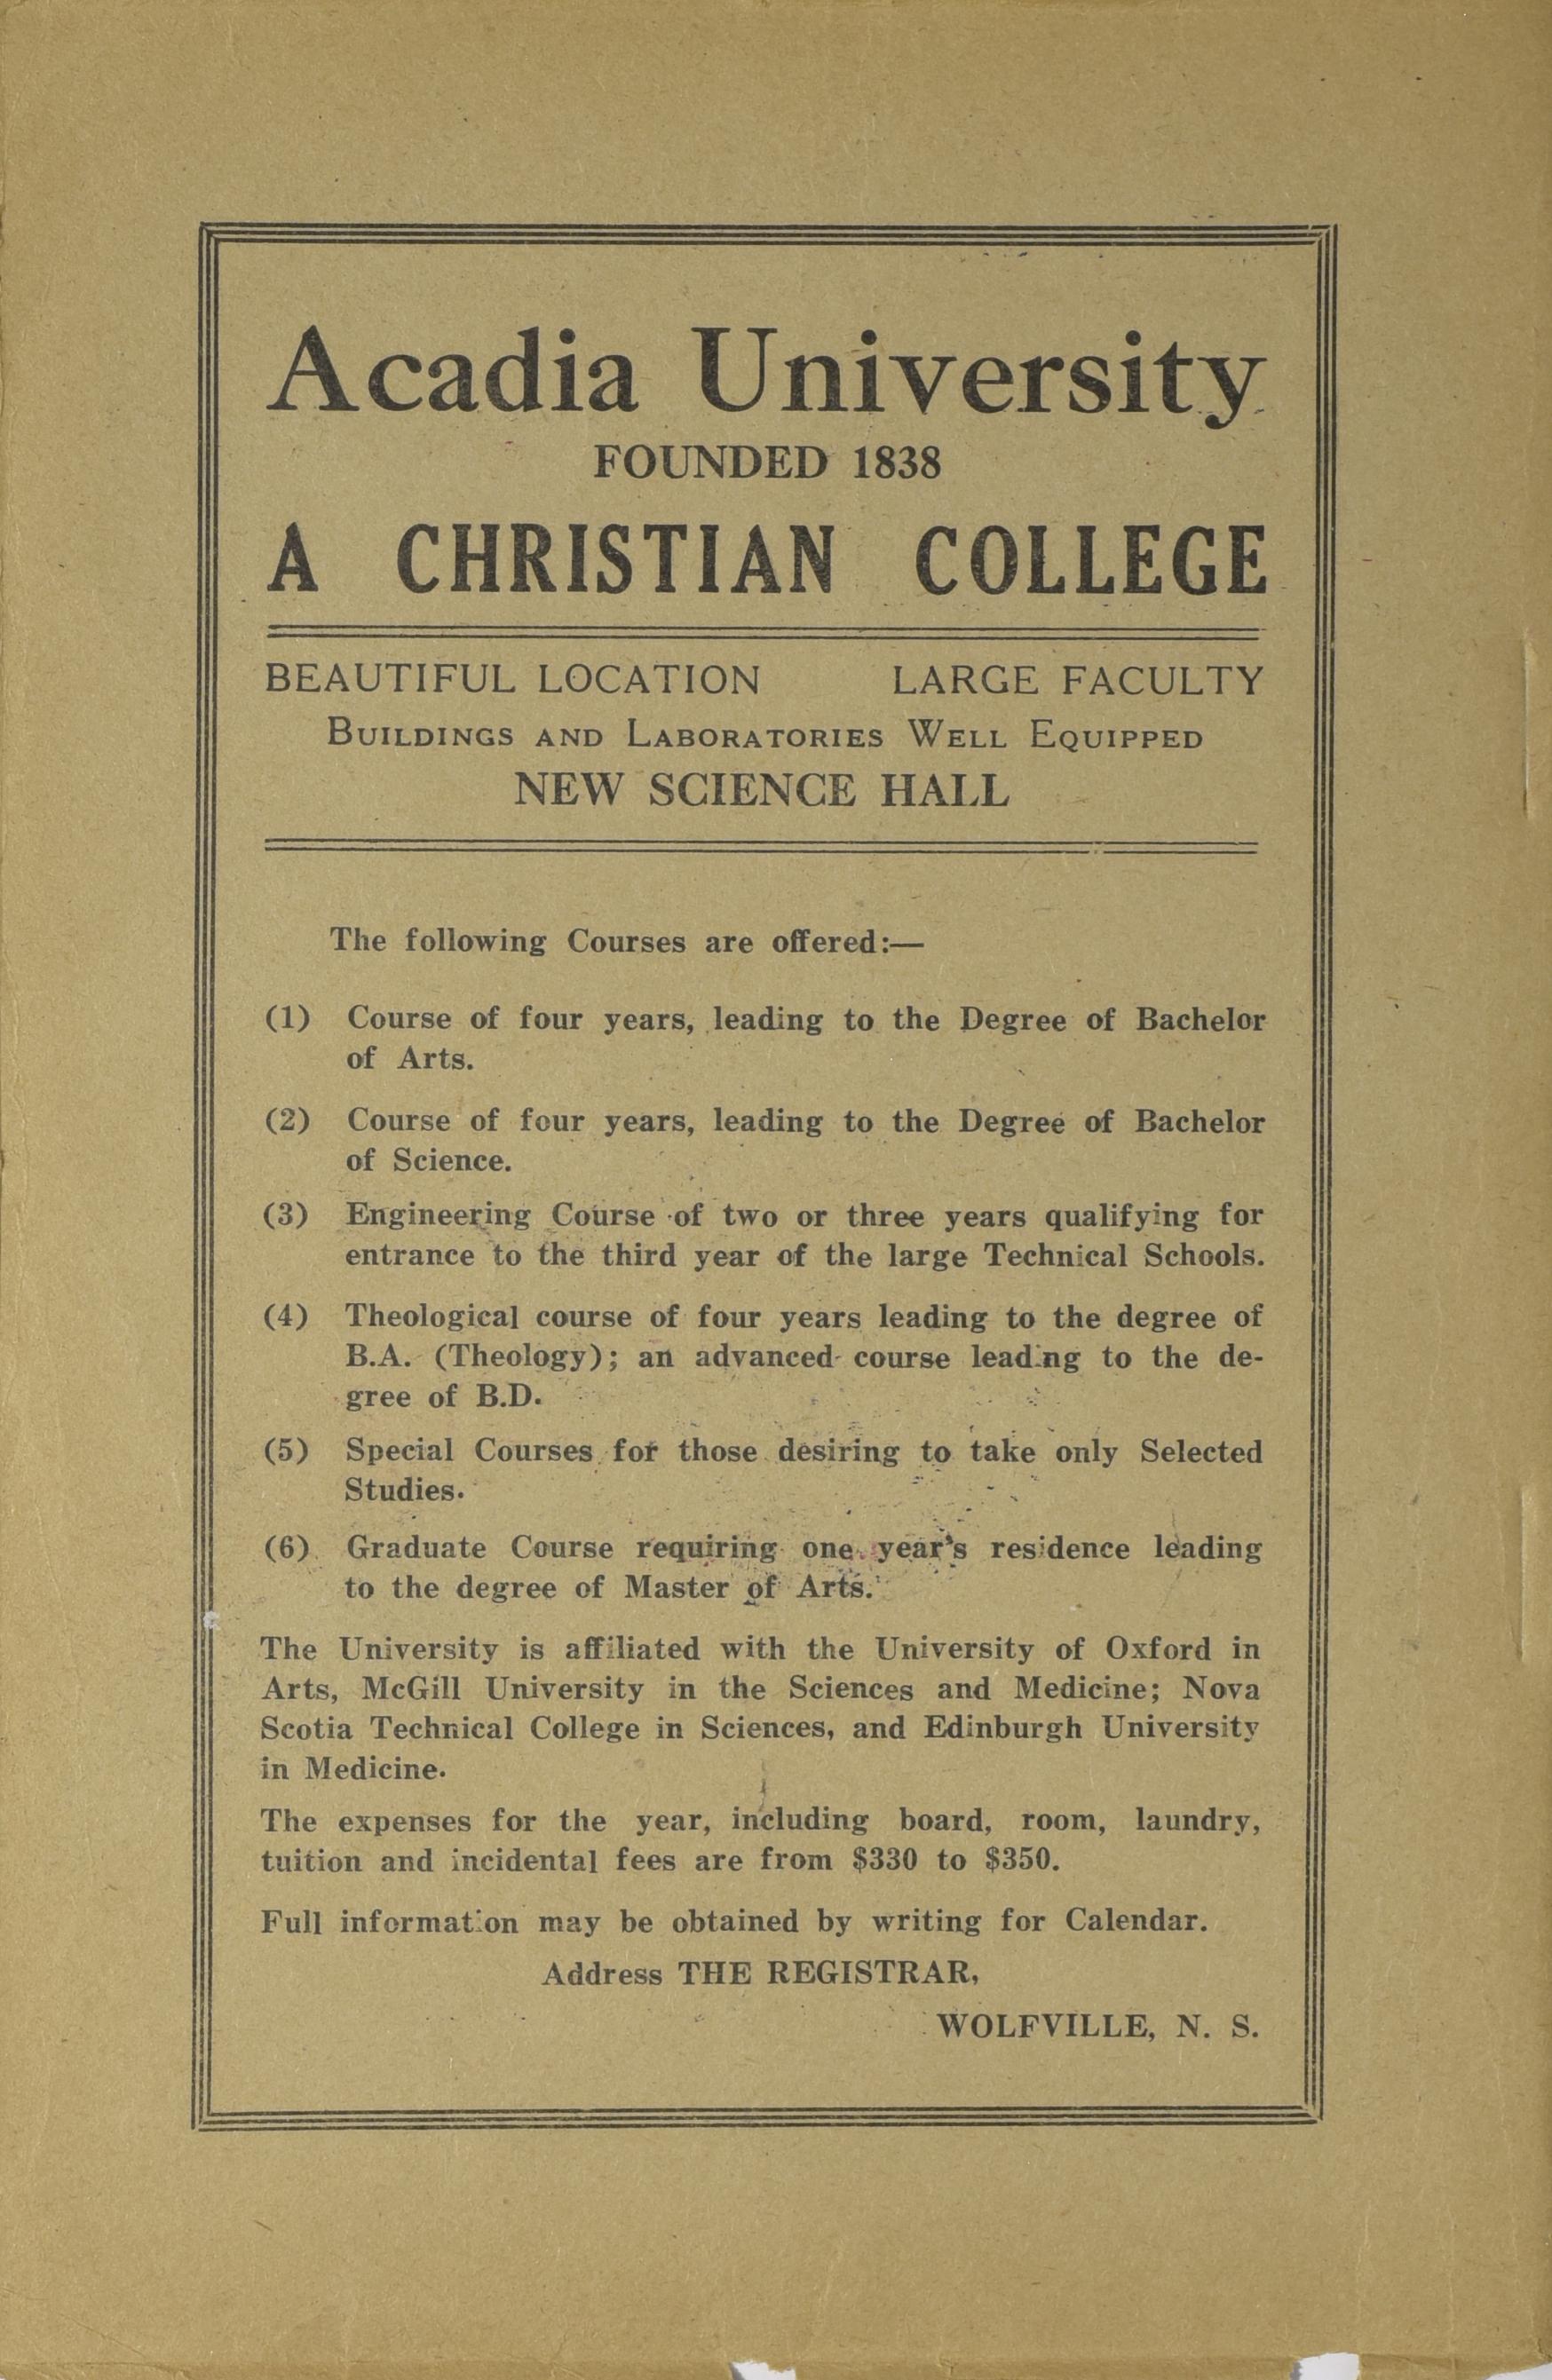 Acadia University
FOUNDED 1838
A CHRISTIAN COLLEGE
BEAUTIFUL LOCATION LARGE FACULTY
BUILDINGS AND LABORATORIES WELL EQUIPPED
NEW SCIENCE HALL
The following Courses are offered:—
(1) Course of four years, leading to the Degree of Bachelor
of Arts.
(2) Course of four years, leading to the Degree of Bachelor
of Science.
(3) Engineering Course of two or three years qualifying for
entrance to the third year of the large Technical Schools.
(4) Theological course of four years leading to the degree of
B.A. (Theology); an advanced course leading to the de-
gree of B.D.
(5) Special Courses for those desiring to take only Selected
Studies.
(6) Graduate Course requiring one year's residence leading
to the degree of Master of Arts.
The University is affiliated with the University of Oxford in
Arts, McGill University in the Sciences and Medicine; Nova
Scotia Technical College in Sciences, and Edinburgh University
in Medicine.
The expenses for the year, including board, room, laundry,
tuition and incidental fees are from $330 to $350.
Full information may be obtained by writing for Calendar.
Address THE REGISTRAR,
WOLFVILLE, N. S.